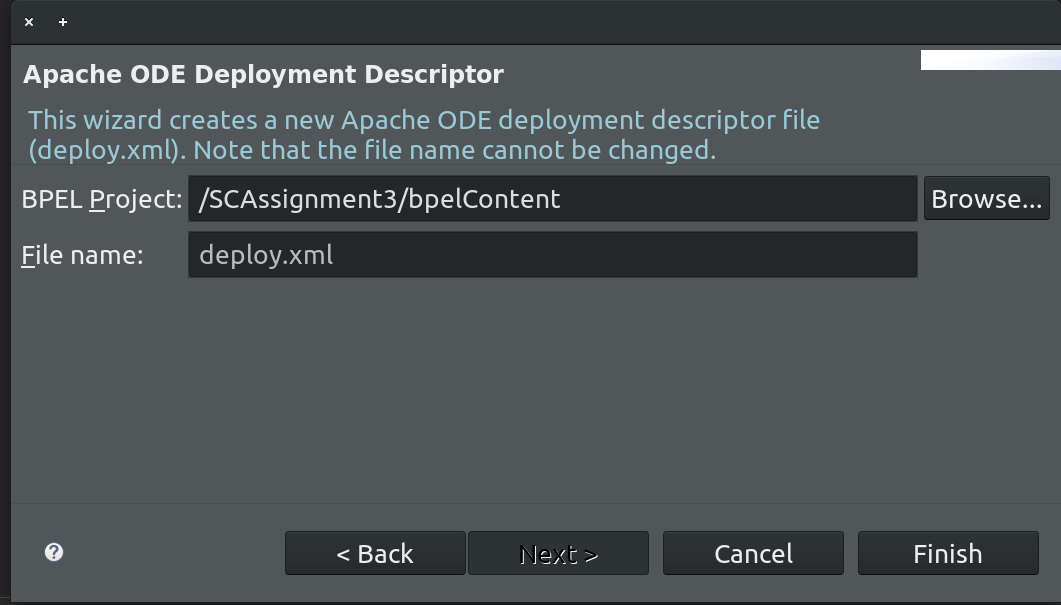 Apache ODE Deployment Descriptor
This wizard creates a new Apache ODE deployment descriptor file
(deploy.xml). Note that the file name cannot be changed.
BPEL Project: /SCAssignment3/bpelContent Browse...
File name: deploy.xml
< Back Next > Cancel Finish